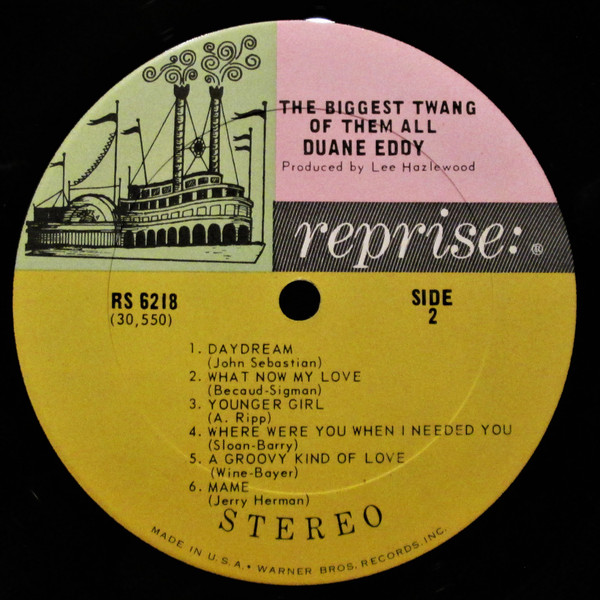 THE BIGGEST TWANG
OF THEM ALL
DUANE EDDY
Produced by Lee Hazlewood
reprise: ®
RS 6218
(30,550)
SIDE
2
1. DAYDREAM
(John Sebastian)
2. WHAT NOW MY LOVE
(Becaud-Sigman)
3. YOUNGER GIRL
(A. Ripp)
4. WHERE WERE YOU WHEN I NEEDED YOU
(Sloan-Barry)
5. A GROOVY KIND OF LOVE
(Wine-Bayer)
6. MAME
(Jerry Herman)
STEREO
MADE IN U.S.A. • WARNER BROS. RECORDS, INC.